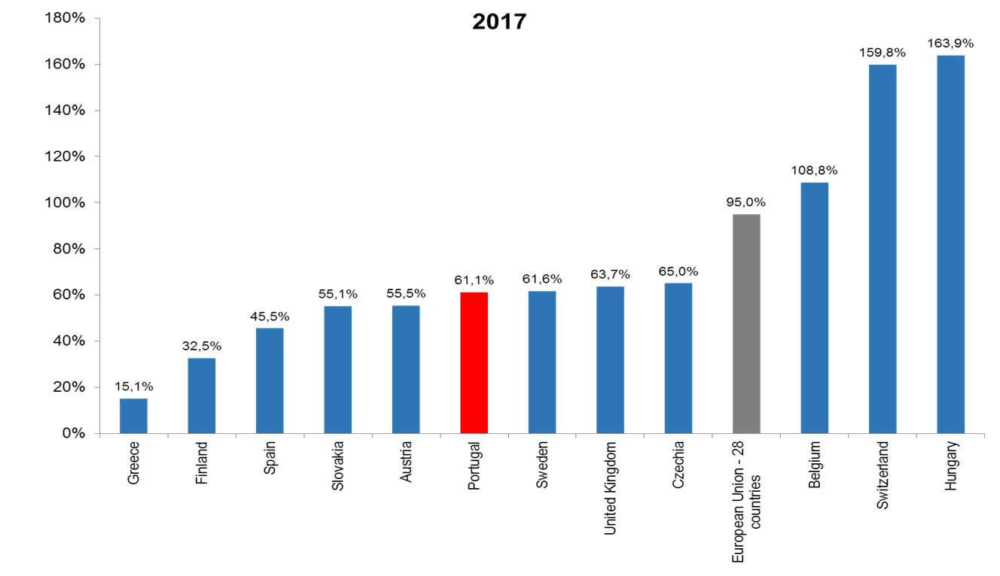 2017
180%
160%
140%
120%
100%
80%
60%
40%
20%
0%
15,1%
32,5%
45,5%
55,1%
55,5%
61,1%
61,6%
63,7%
65,0%
95,0%
108,8%
159,8%
163,9%
Greece
Finland
Spain
Slovakia
Austria
Portugal
Sweden
United Kingdom
Czechia
European Union - 28
countries
Belgium
Switzerland
Hungary